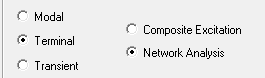 Modal
Terminal
Transient
Composite Excitation
Network Analysis